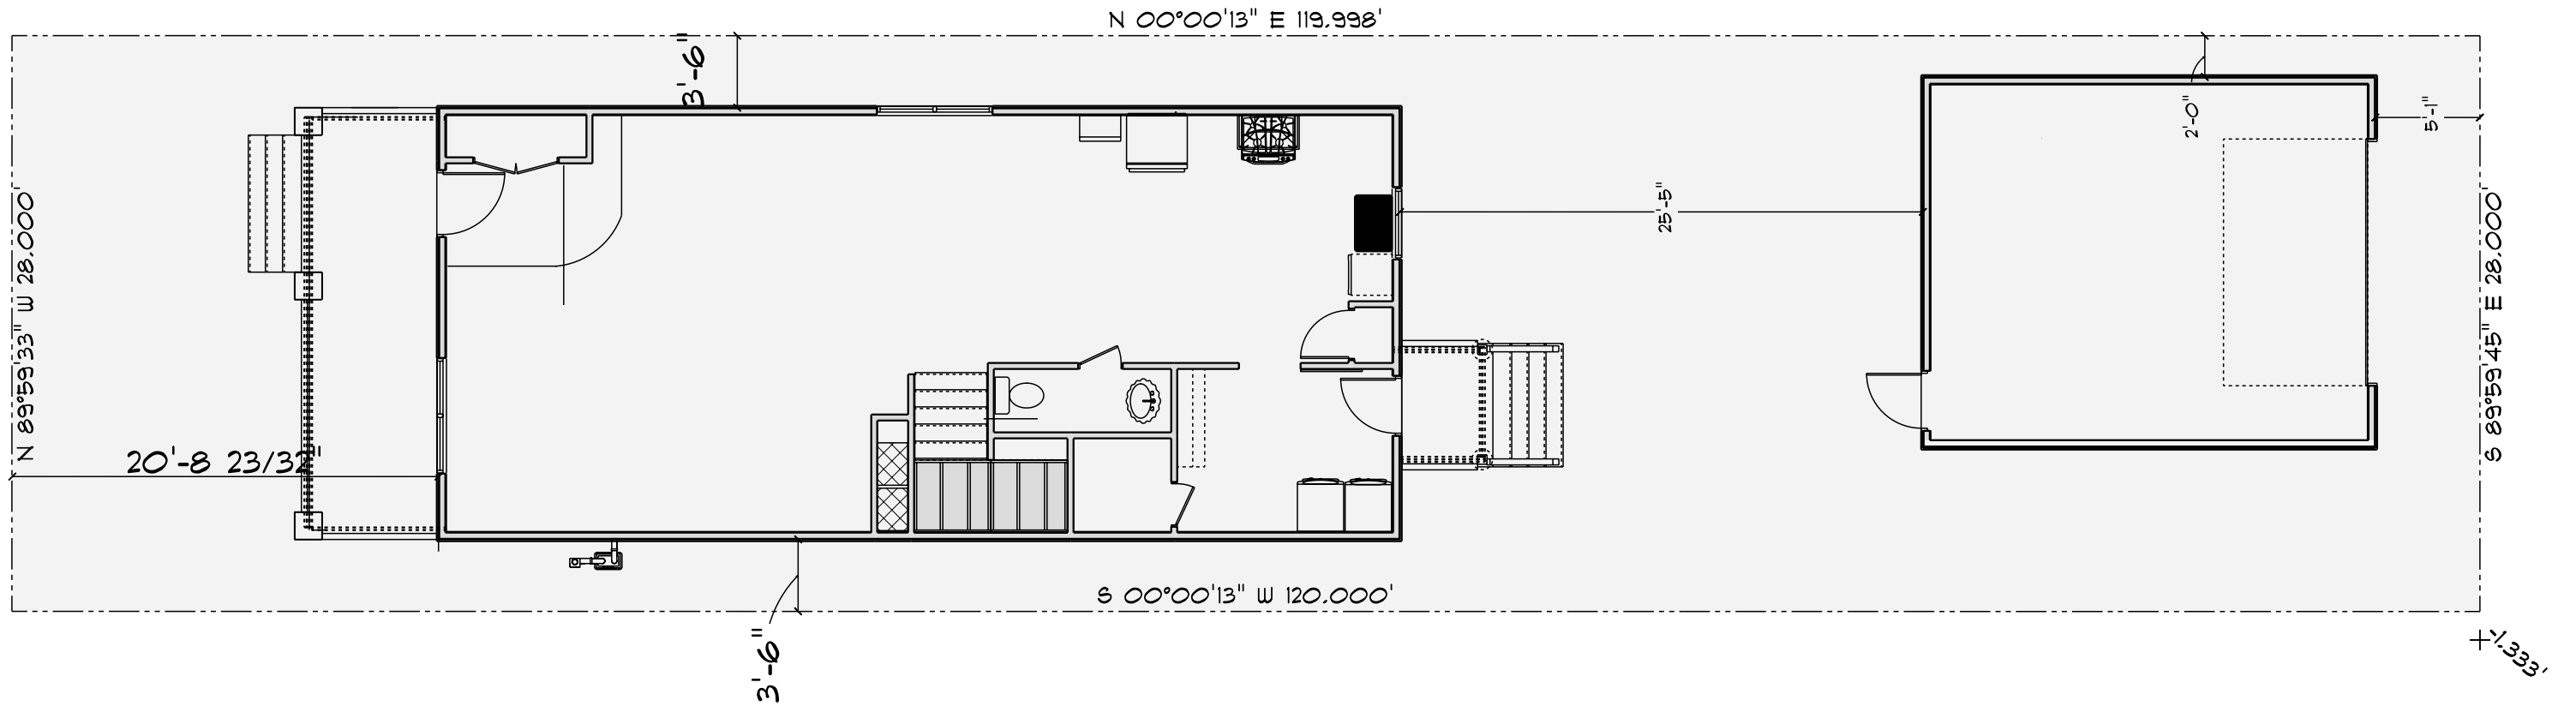 N 00°00'13" E 119.998'
3'-6"
2'-0"
5'-1"
25'-5"
N 89°59'33" W 28.000'
S 89°59'45" E 28.000'
20'-8 23/32"
S 00°00'13" W 120.000'
3'-6"
-1.333'